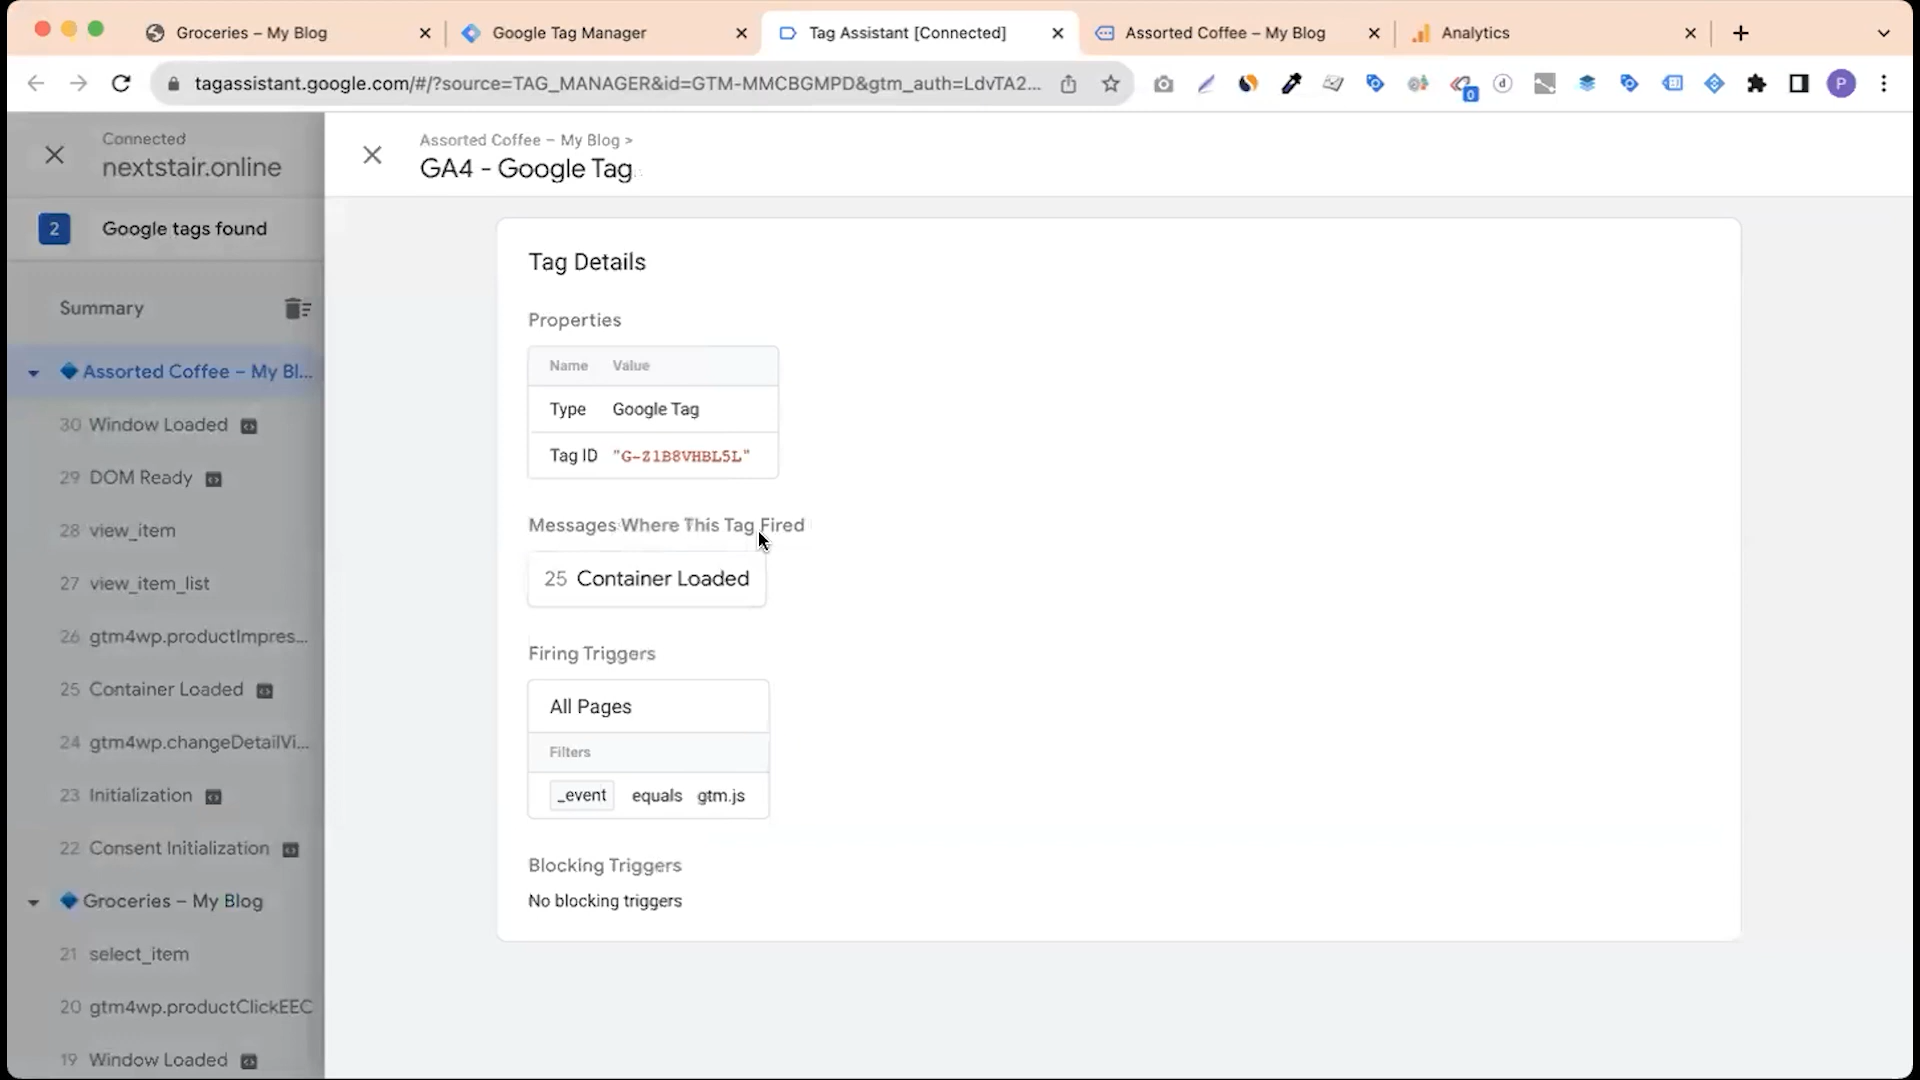 Groceries – My Blog
Google Tag Manager
Tag Assistant [Connected]
Assorted Coffee – My Blog
Analytics
tagassistant.google.com/#/?source=TAG_MANAGER&id=GTM-MMCBGMPD&gtm_auth=LdvTA2...
0
d
P
Connected
nextstair.online
2 Google tags found
Summary
Assorted Coffee – My Bl...
30 Window Loaded
29 DOM Ready
28 view_item
27 view_item_list
26 gtm4wp.productImpres...
25 Container Loaded
24 gtm4wp.changeDetailVi...
23 Initialization
22 Consent Initialization
Groceries – My Blog
21 select_item
20 gtm4wp.productClickEEC
19 Window Loaded
Assorted Coffee – My Blog >
GA4 - Google Tag
Tag Details
Properties
Name Value
Type Google Tag
Tag ID "G-Z1B8VHBL5L"
Messages Where This Tag Fired
25 Container Loaded
Firing Triggers
All Pages
Filters
_event equals gtm.js
Blocking Triggers
No blocking triggers